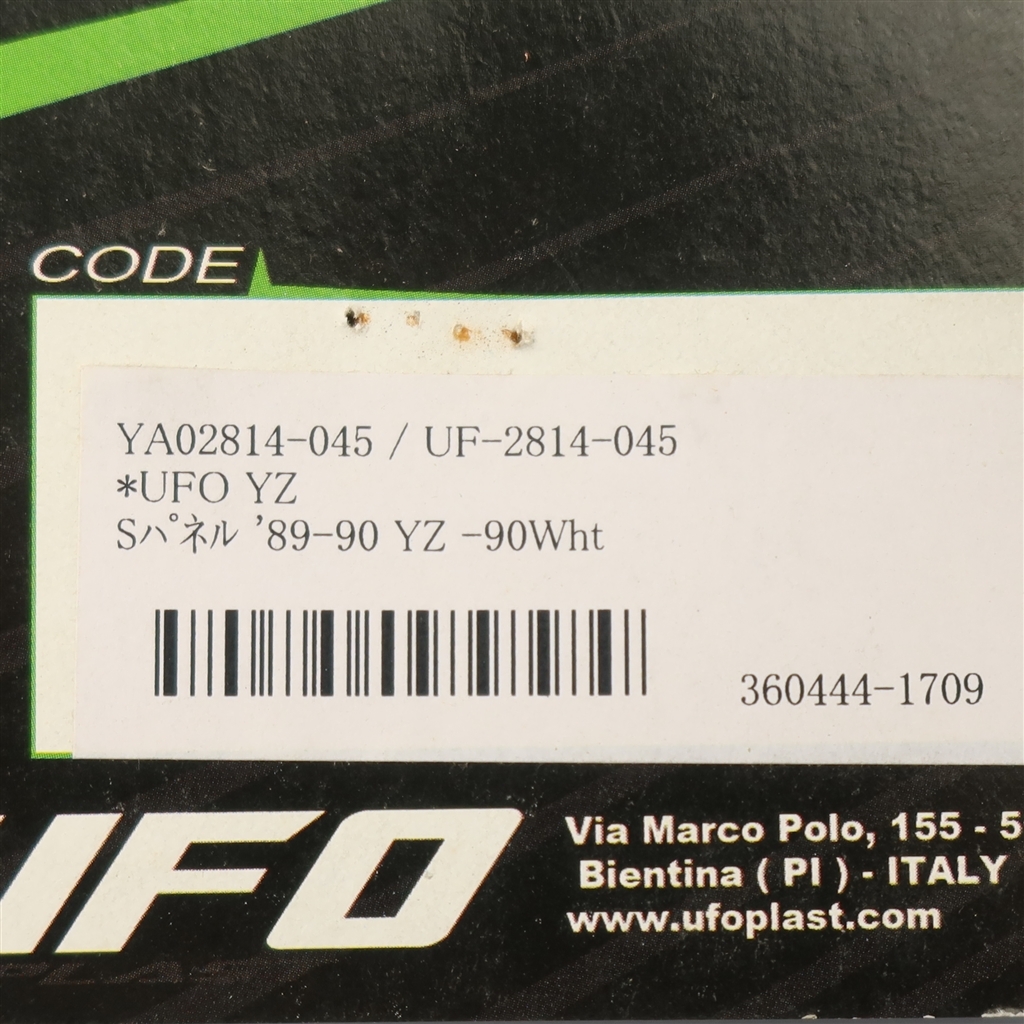 CODE
YA02814-045 / UF-2814-045
*UFO YZ
Sﾊﾟﾈﾙ ’89-90 YZ -90Wht
360444-1709
UFO
Via Marco Polo, 155 - 5
Bientina ( PI ) - ITALY
www.ufoplast.com